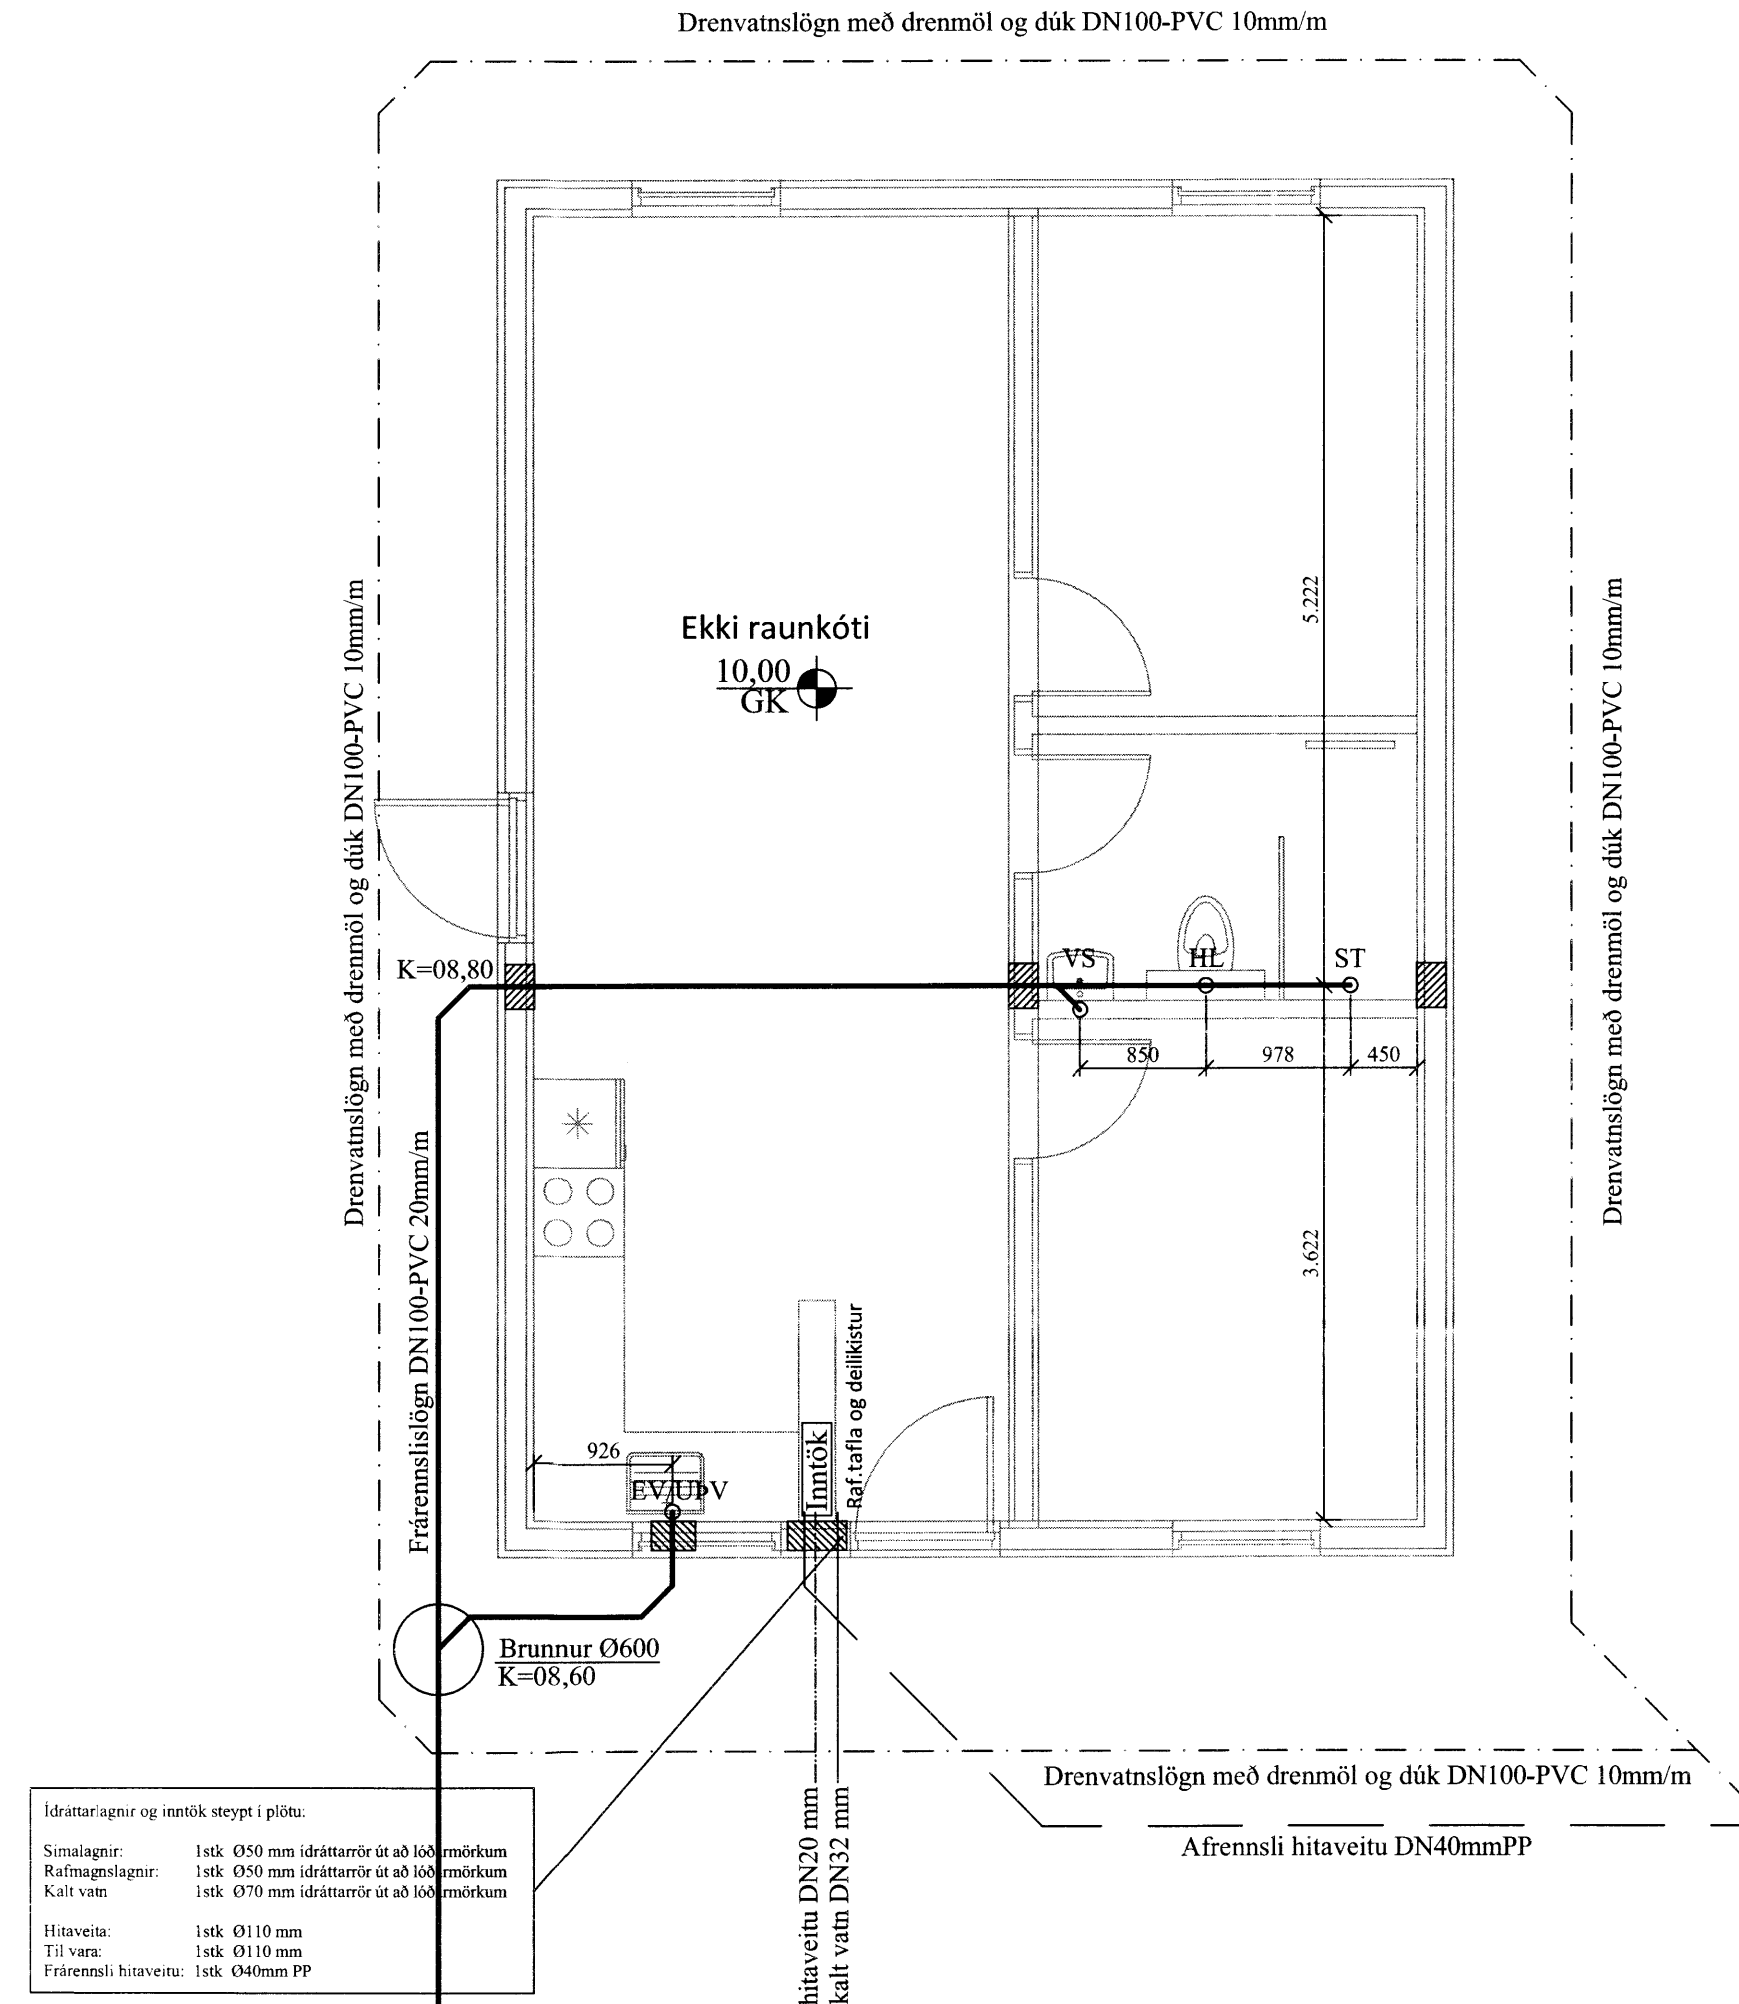 Drenvatnslögn með drenmöl og dúk DN100-PVC 10mm/m
Drenvatnslögn með drenmöl og dúk DN100-PVC 10mm/m
Drenvatnslögn með drenmöl og dúk DN100-PVC 10mm/m
5.222
Ekki raunkóti
10,00
GK
K=08,80
VS
HL
ST
850
978
450
Frárennslislögn DN100-PVC 20mm/m
3.622
926
EV/UÞV
Inntök
Raf.tafla og deilikistur
Brunnur Ø600
K=08,60
Drenvatnslögn með drenmöl og dúk DN100-PVC 10mm/m
Afrennsli hitaveitu DN40mmPP
hitaveitu DN20 mm
kalt vatn DN32 mm
Ídráttarlagnir og inntök steypt í plötu:
Símalagnir: 1stk Ø50 mm ídráttarrör út að lóðarmörkum
Rafmagnslagnir: 1stk Ø50 mm ídráttarrör út að lóðarmörkum
Kalt vatn 1stk Ø70 mm ídráttarrör út að lóðarmörkum
Hitaveita: 1stk Ø110 mm
Til vara: 1stk Ø110 mm
Frárennsli hitaveitu: 1stk Ø40mm PP